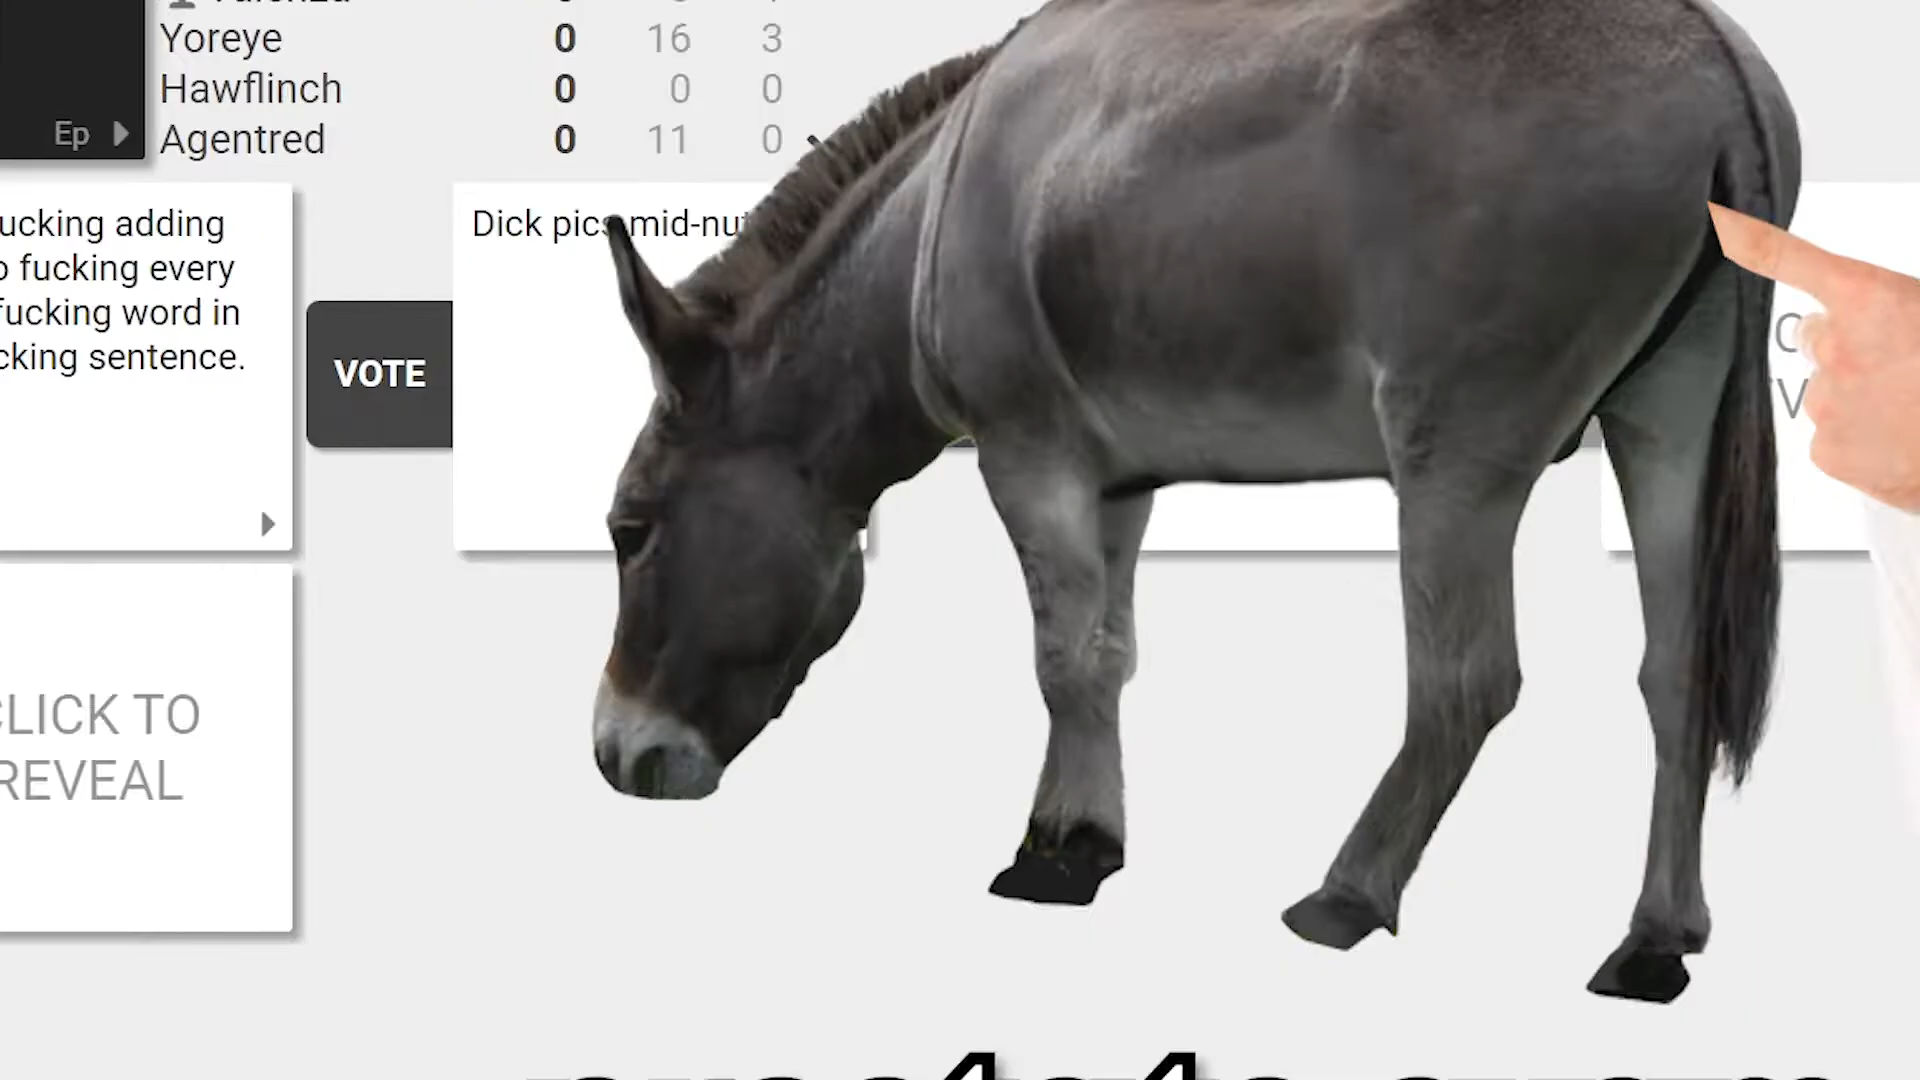 Yoreye 0 16 3
Hawflinch 0 0 0
Ep
Agentred 0 11 0
ucking adding
fucking every
fucking word in
cking sentence.
VOTE
Dick pics mid-nu
CLICK TO
REVEAL